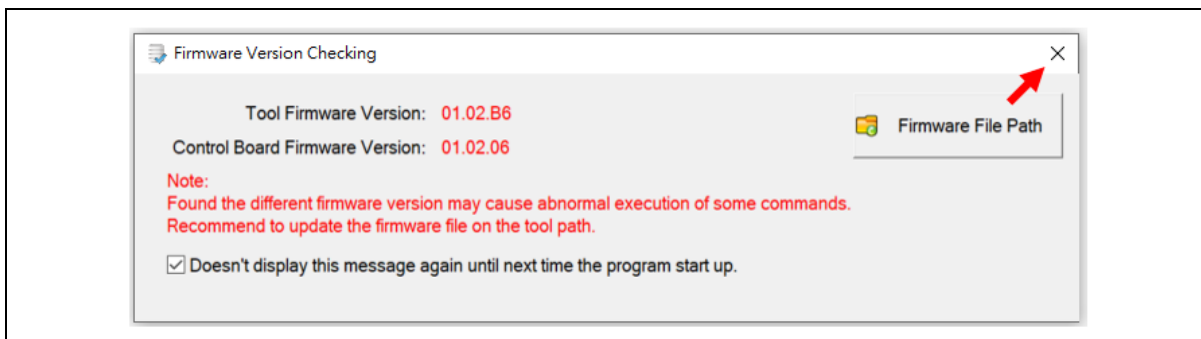 Firmware Version Checking
Tool Firmware Version: 01.02.B6
Firmware File Path
Control Board Firmware Version: 01.02.06
Note:
Found the different firmware version may cause abnormal execution of some commands.
Recommend to update the firmware file on the tool path.
Doesn't display this message again until next time the program start up.